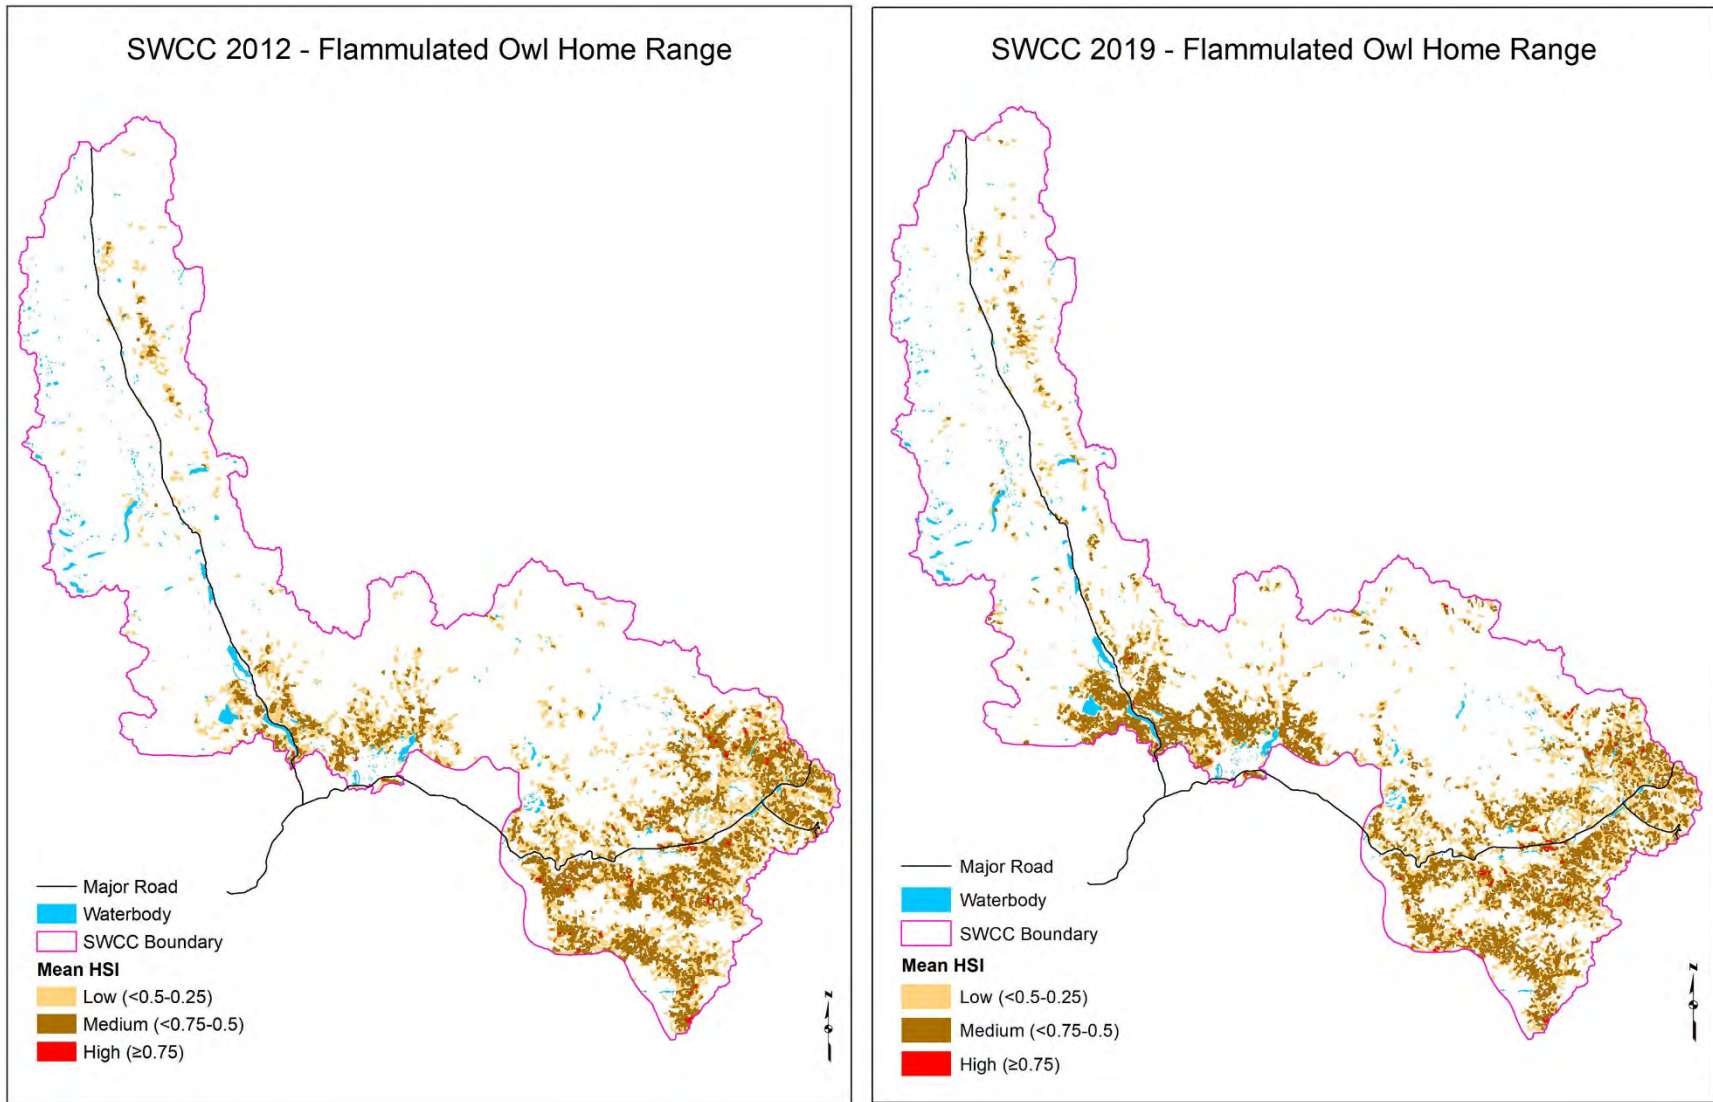 SWCC 2012 - Flammulated Owl Home Range
Major Road
Waterbody
SWCC Boundary
Mean HSI
Low (<0.5-0.25)
Medium (<0.75-0.5)
High (≥0.75)
N
SWCC 2019 - Flammulated Owl Home Range
Major Road
Waterbody
SWCC Boundary
Mean HSI
Low (<0.5-0.25)
Medium (<0.75-0.5)
High (≥0.75)
N